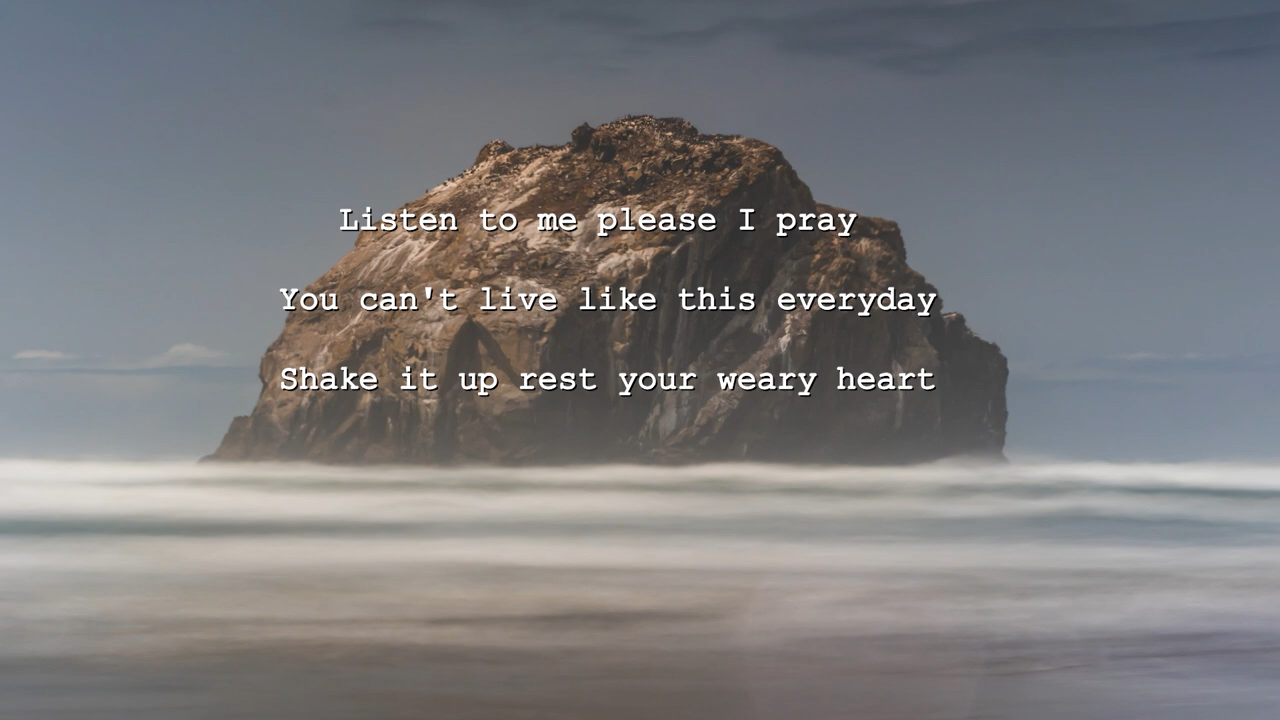 Listen to me please I pray
You can't live like this everyday
Shake it up rest your weary heart